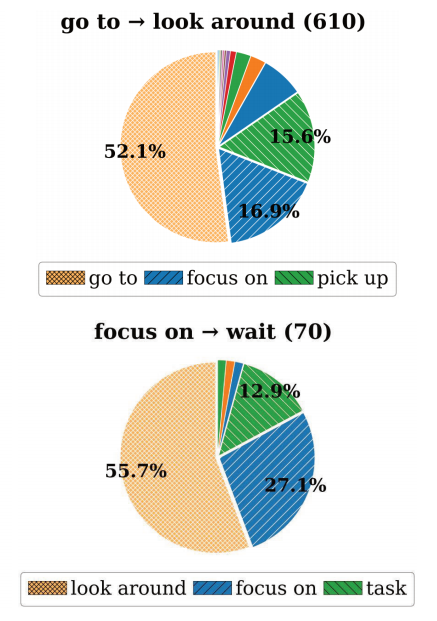 go to → look around (610)
15.6%
52.1%
16.9%
go to focus on pick up
focus on → wait (70)
12.9%
55.7%
27.1%
look around focus on task